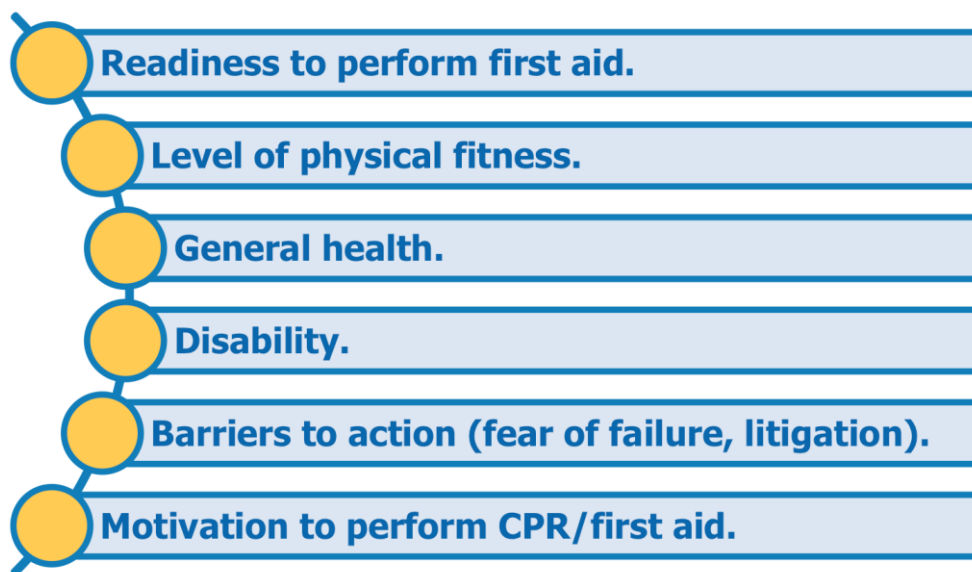 Readiness to perform first aid.
Level of physical fitness.
General health.
Disability.
Barriers to action (fear of failure, litigation).
Motivation to perform CPR/first aid.